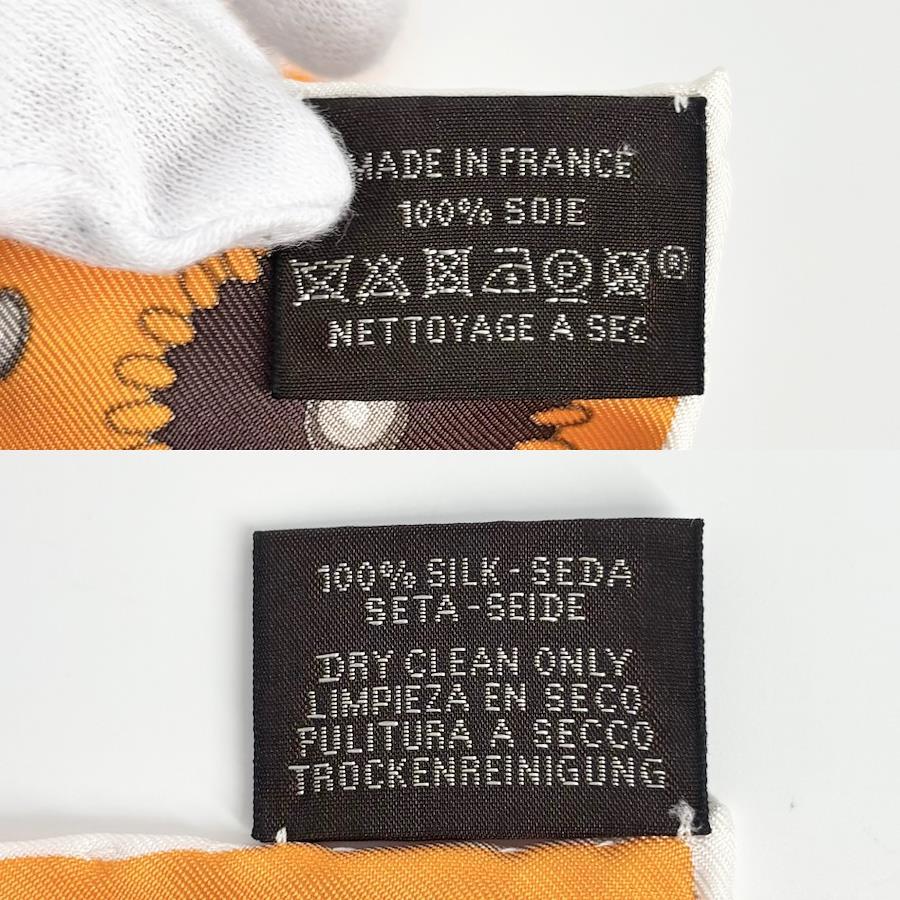 MADE IN FRANCE
100% SOIE
P ®
NETTOYAGE A SEC
100% SILK - SEDA
SETA - SEIDE
DRY CLEAN ONLY
LIMPIEZA EN SECO
PULITURA A SECCO
TROCKENREINIGUNG